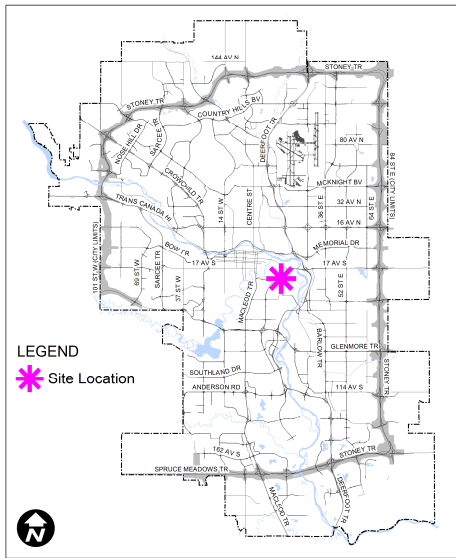 144 AV N
STONEY TR
STONEY TR
COUNTRY HILLS BV
DEERFOOT TR
NOSE HILL DR
SARCEE TR
80 AV N
CROWCHILD TR
MCKNIGHT BV
14 ST W
CENTRE ST
36 ST E
32 AV N
64 ST E
84 ST E (CITY LIMITS)
TRANS CANADA HI
16 AV N
BOW TR
MEMORIAL DR
17 AV S
17 AV S
101 ST W (CITY LIMITS)
69 ST W
SARCEE TR
37 ST W
MACLEOD TR
52 ST E
BARLOW TR
GLENMORE TR
STONEY TR
LEGEND
Site Location
SOUTHLAND DR
ANDERSON RD
114 AV S
162 AV S
STONEY TR
SPRUCE MEADOWS TR
MACLEOD TR
DEERFOOT TR
N